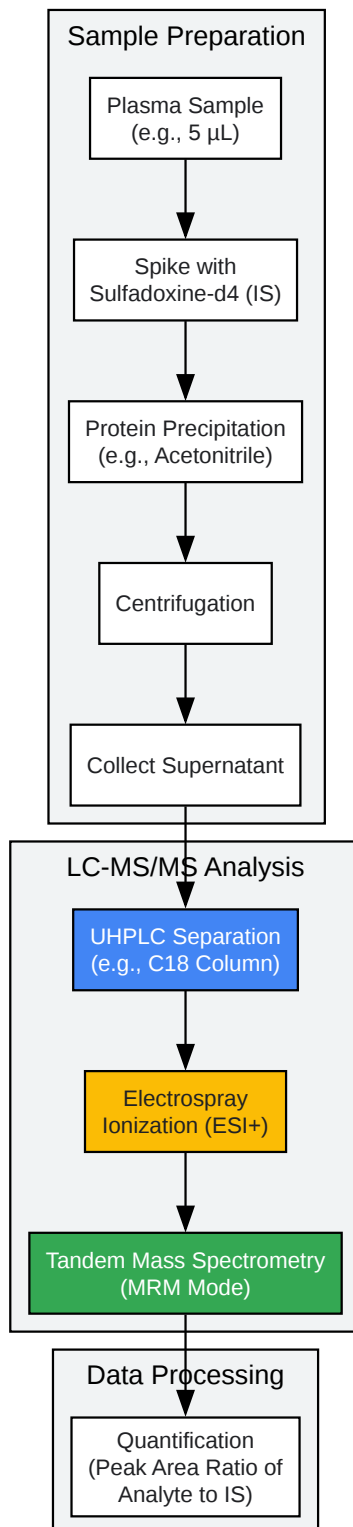 Sample Preparation
Plasma Sample
(e.g., 5 µL)
Spike with
Sulfadoxine-d4 (IS)
Protein Precipitation
(e.g., Acetonitrile)
Centrifugation
Collect Supernatant
LC-MS/MS Analysis
UHPLC Separation
(e.g., C18 Column)
Electrospray
Ionization (ESI+)
Tandem Mass Spectrometry
(MRM Mode)
Data Processing
Quantification
(Peak Area Ratio of
Analyte to IS)